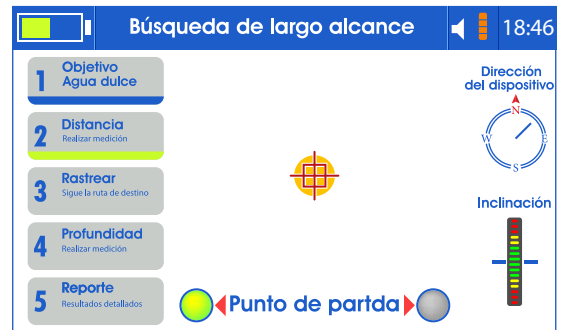 Búsqueda de largo alcance
18:46
1 Objetivo
Agua dulce
2 Distancia
Realizar medición
3 Rastrear
Sigue la ruta de destino
4 Profundidad
Realizar medición
5 Reporte
Resultados detallados
Dirección
del dispositivo
N
W
E
S
Inclinación
Punto de partda